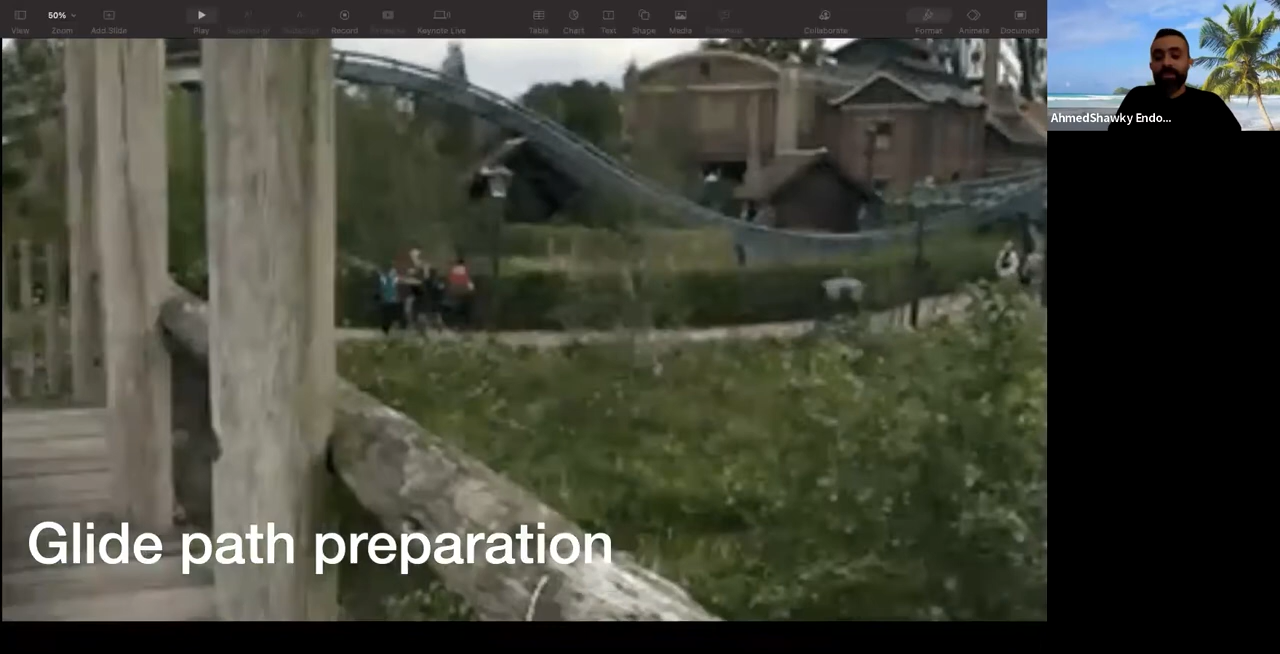 50%
View
Zoom
Add Slide
Play
Record
Keynote Live
Table
Chart
Text
Shape
Media
Collaborate
Format
Animate
Document
AhmedShawky Endo...
Glide path preparation